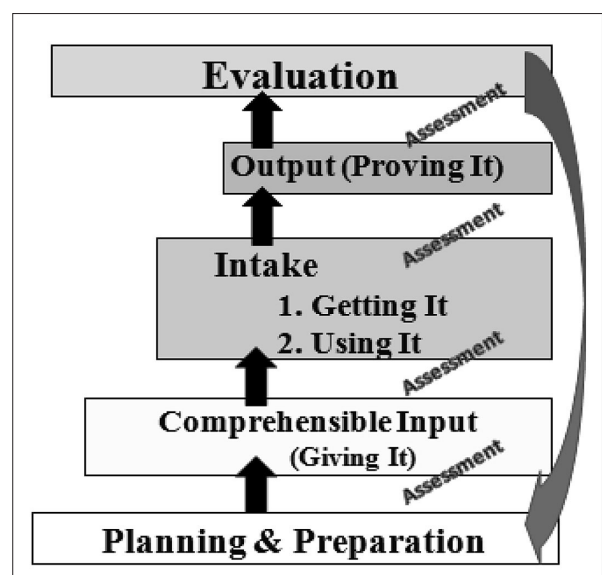 Evaluation
Assessment
Output (Proving It)
Assessment
Intake
1. Getting It
2. Using It
Assessment
Comprehensible Input
(Giving It)
Assessment
Planning & Preparation